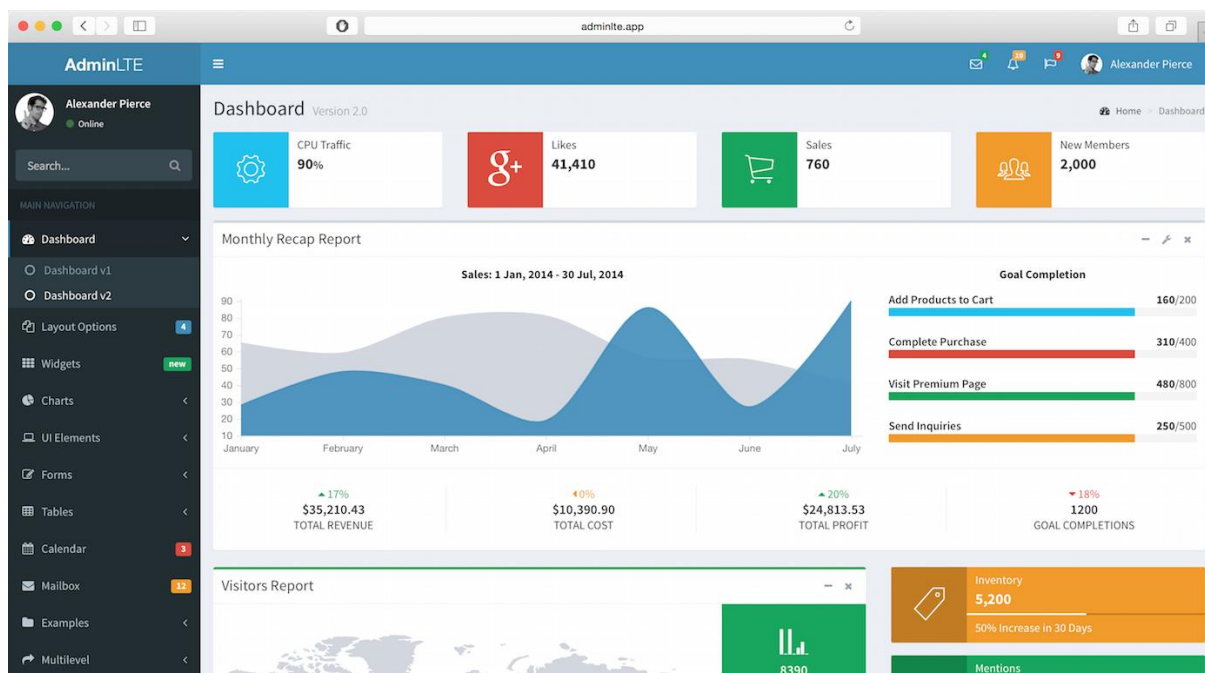 adminlte.app
AdminLTE
4
10
9
Alexander Pierce
Alexander Pierce
Online
Search...
MAIN NAVIGATION
Dashboard
Dashboard v1
Dashboard v2
Layout Options 4
Widgets new
Charts
UI Elements
Forms
Tables
Calendar 3
Mailbox 12
Examples
Multilevel
Dashboard Version 2.0
Home > Dashboard
CPU Traffic
90%
g+
Likes
41,410
Sales
760
New Members
2,000
Monthly Recap Report
Sales: 1 Jan, 2014 - 30 Jul, 2014
90
80
70
60
50
40
30
20
10
January February March April May June July
Goal Completion
Add Products to Cart 160/200
Complete Purchase 310/400
Visit Premium Page 480/800
Send Inquiries 250/500
17%
$35,210.43
TOTAL REVENUE
0%
$10,390.90
TOTAL COST
20%
$24,813.53
TOTAL PROFIT
18%
1200
GOAL COMPLETIONS
Visitors Report
8390
Inventory
5,200
50% Increase in 30 Days
Mentions